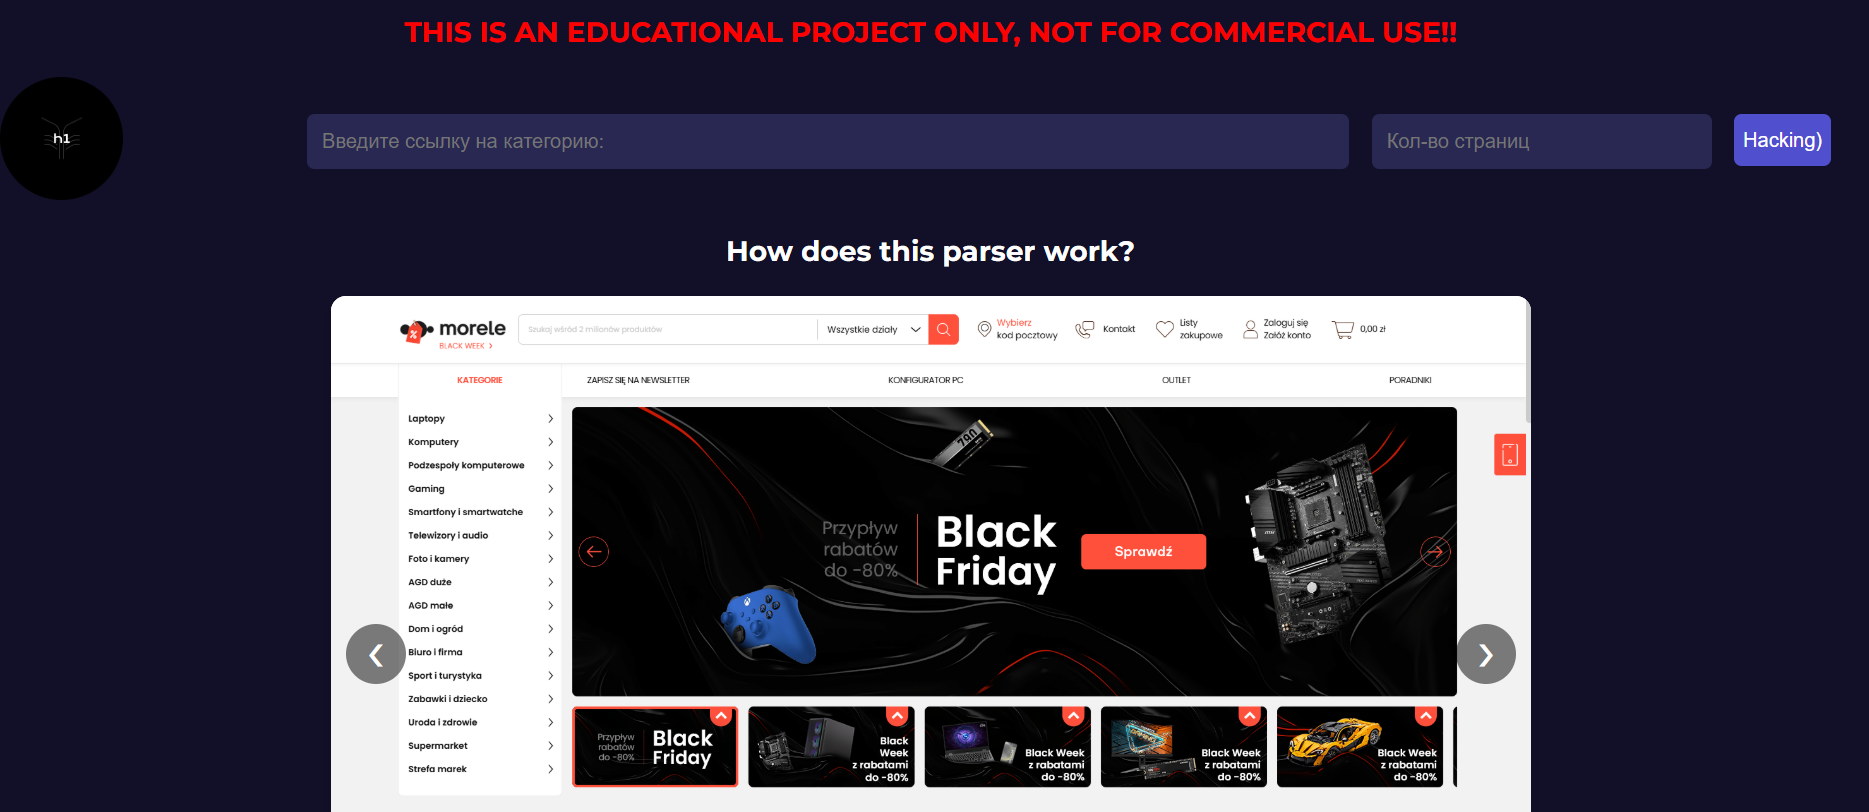 THIS IS AN EDUCATIONAL PROJECT ONLY, NOT FOR COMMERCIAL USE!!
h1
Введите ссылку на категорию:
Кол-во страниц
Hacking)
How does this parser work?
morele
BLACK WEEK
Szukaj wśród 2 milionów produktów
Wszystkie działy
Wybierz
kod pocztowy
Kontakt
Listy
zakupowe
Zaloguj się
Załóż konto
0,00 zł
KATEGORIE
ZAPISZ SIĘ NA NEWSLETTER
KONFIGURATOR PC
OUTLET
PORADNIKI
Laptopy
Komputery
Podzespoły komputerowe
Gaming
Smartfony i smartwatche
Telewizory i audio
Foto i kamery
AGD duże
AGD małe
Dom i ogród
Biuro i firma
Sport i turystyka
Zabawki i dziecko
Uroda i zdrowie
Supermarket
Strefa marek
790
Przypływ
rabatów
do -80%
Black
Friday
Sprawdź
Przypływ
rabatów
do -80%
Black
Friday
Black
Week
z rabatami
do -80%
Black Week
z rabatami
do -80%
Black Week
z rabatami
do -80%
Black Week
z rabatami
do -80%